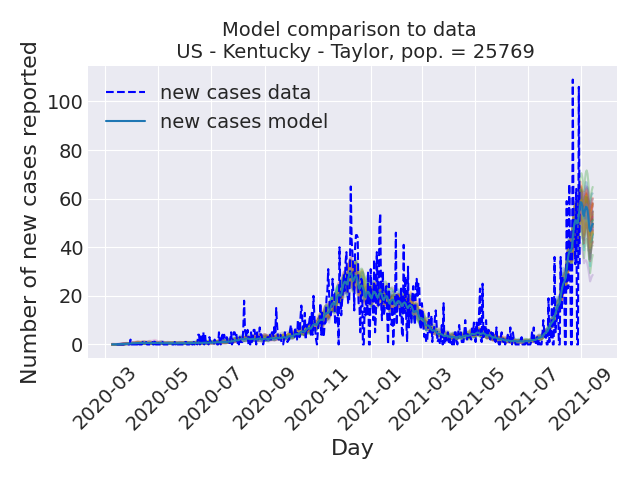 Model comparison to data
US - Kentucky - Taylor, pop. = 25769
new cases data
new cases model
Number of new cases reported
100
80
60
40
20
0
2020-03
2020-05
2020-07
2020-09
2020-11
2021-01
2021-03
2021-05
2021-07
2021-09
Day